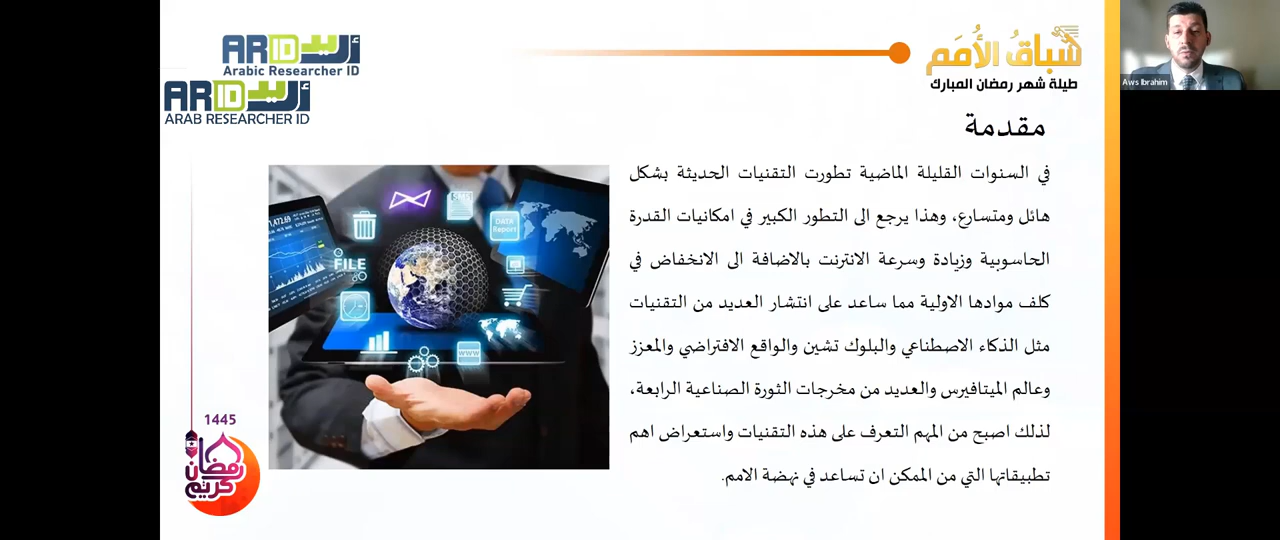 أريد
ARID
Arabic Researcher ID
أريد
ARID
ARAB RESEARCHER ID
سباق الأمم
طيلة شهر رمضان المبارك
Aws Ibrahim
مقدمة
في السنوات القليلة الماضية تطورت التقنيات الحديثة بشكل
هائل ومتسارع، وهذا يرجع الى التطور الكبير في امكانيات القدرة
الحاسوبية وزيادة وسرعة الانترنت بالاضافة الى الانخفاض في
كلف موادها الاولية مما ساعد على انتشار العديد من التقنيات
مثل الذكاء الاصطناعي والبلوك تشين والواقع الافتراضي والمعزز
وعالم الميتافيرس والعديد من مخرجات الثورة الصناعية الرابعة،
لذلك اصبح من المهم التعرف على هذه التقنيات واستعراض اهم
تطبيقاتها التي من الممكن ان تساعد في نهضة الامم.
SMS
DATA
Report
FILE
WWW
1445
رمضان
كريم